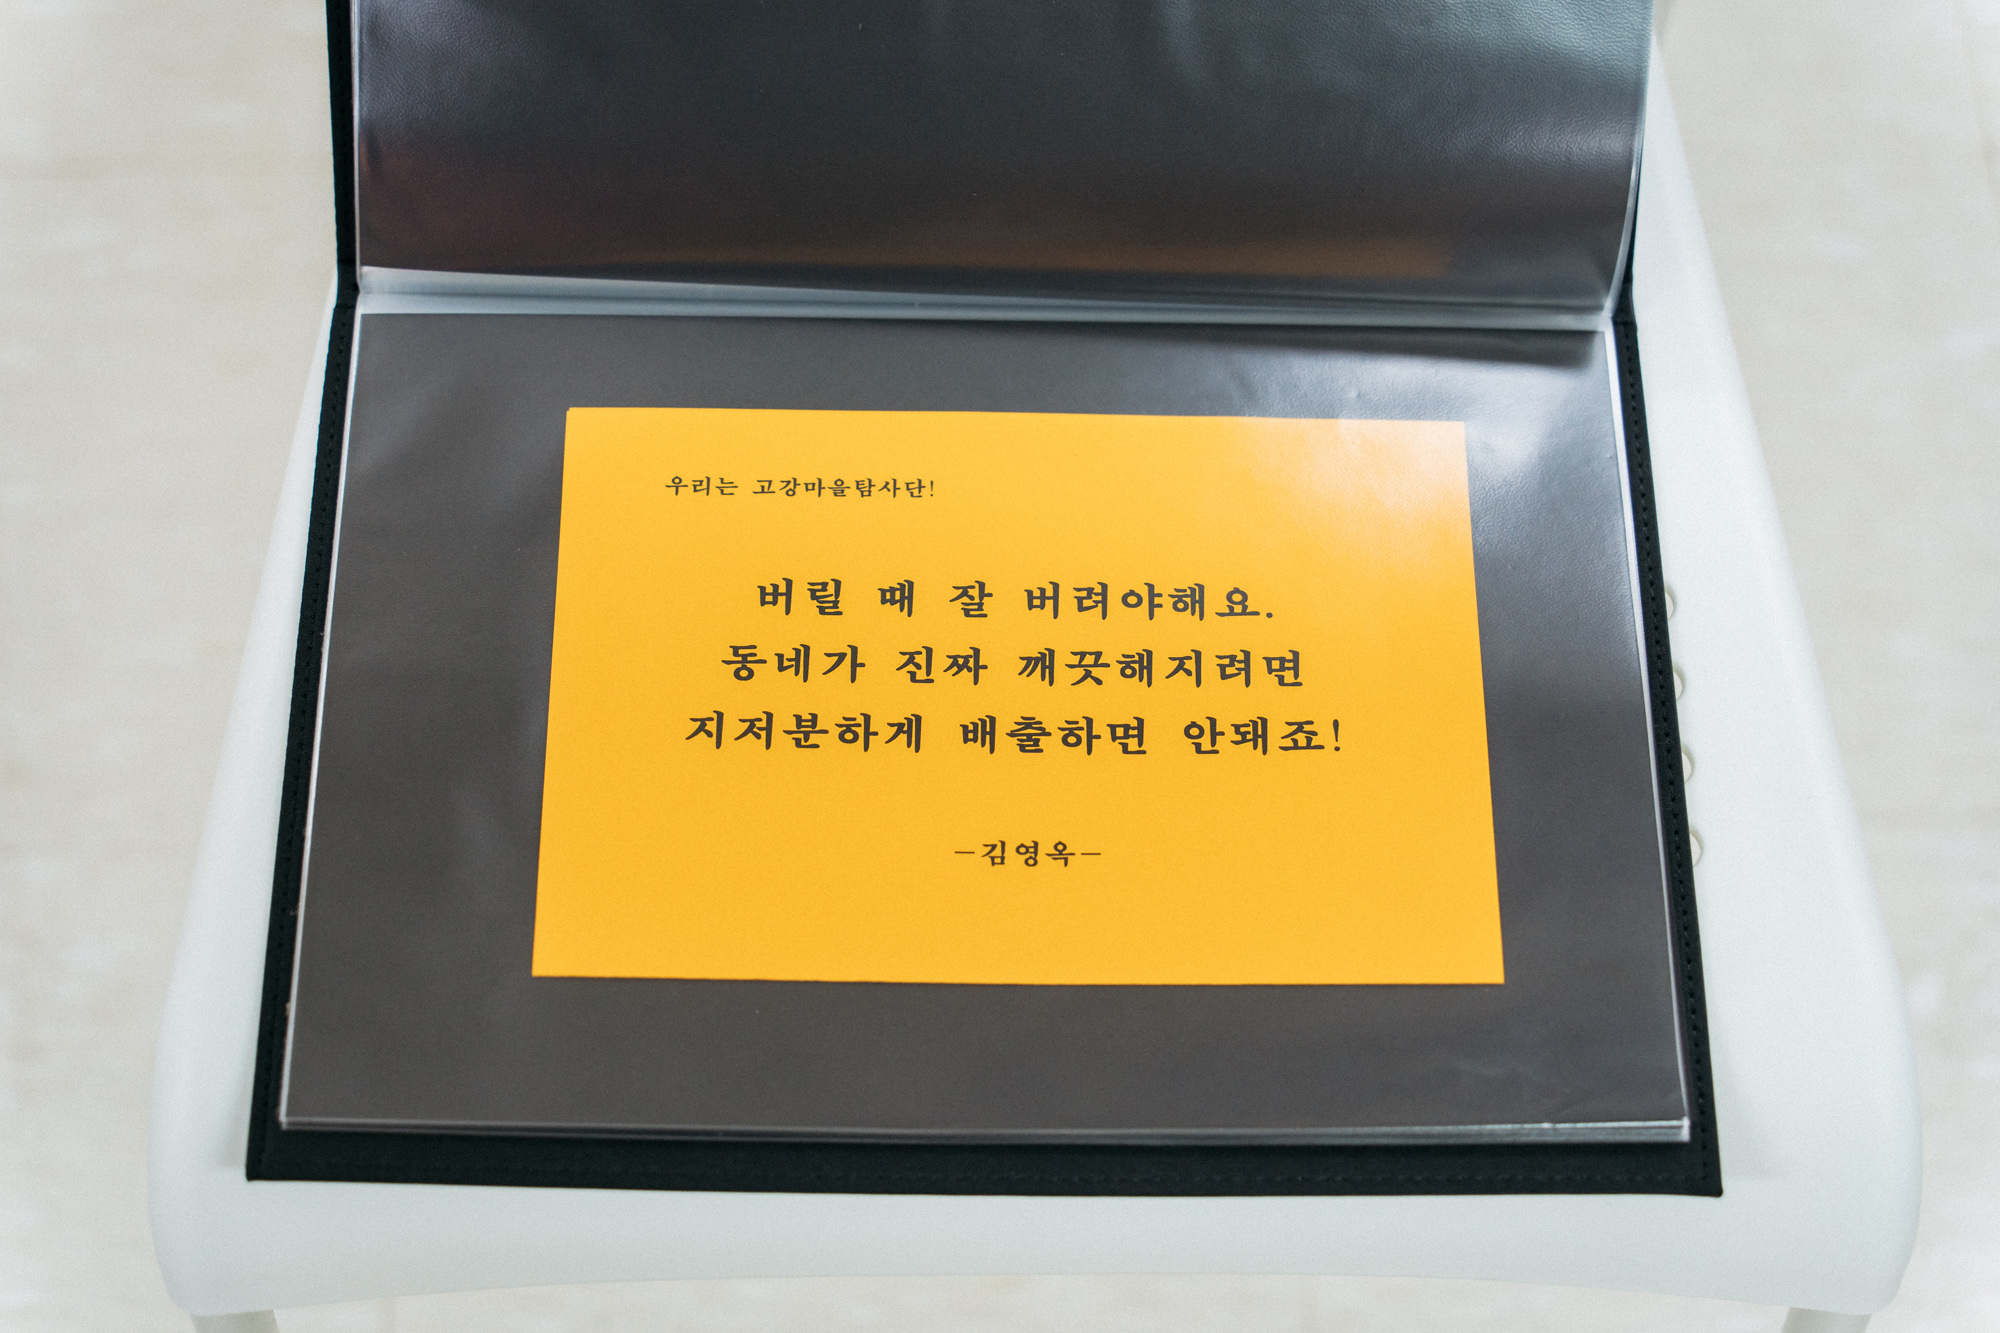 우리는 고강마을탐사단!
버릴 때 잘 버려야해요.
동네가 진짜 깨끗해지려면
지저분하게 배출하면 안돼죠!
-김영옥-